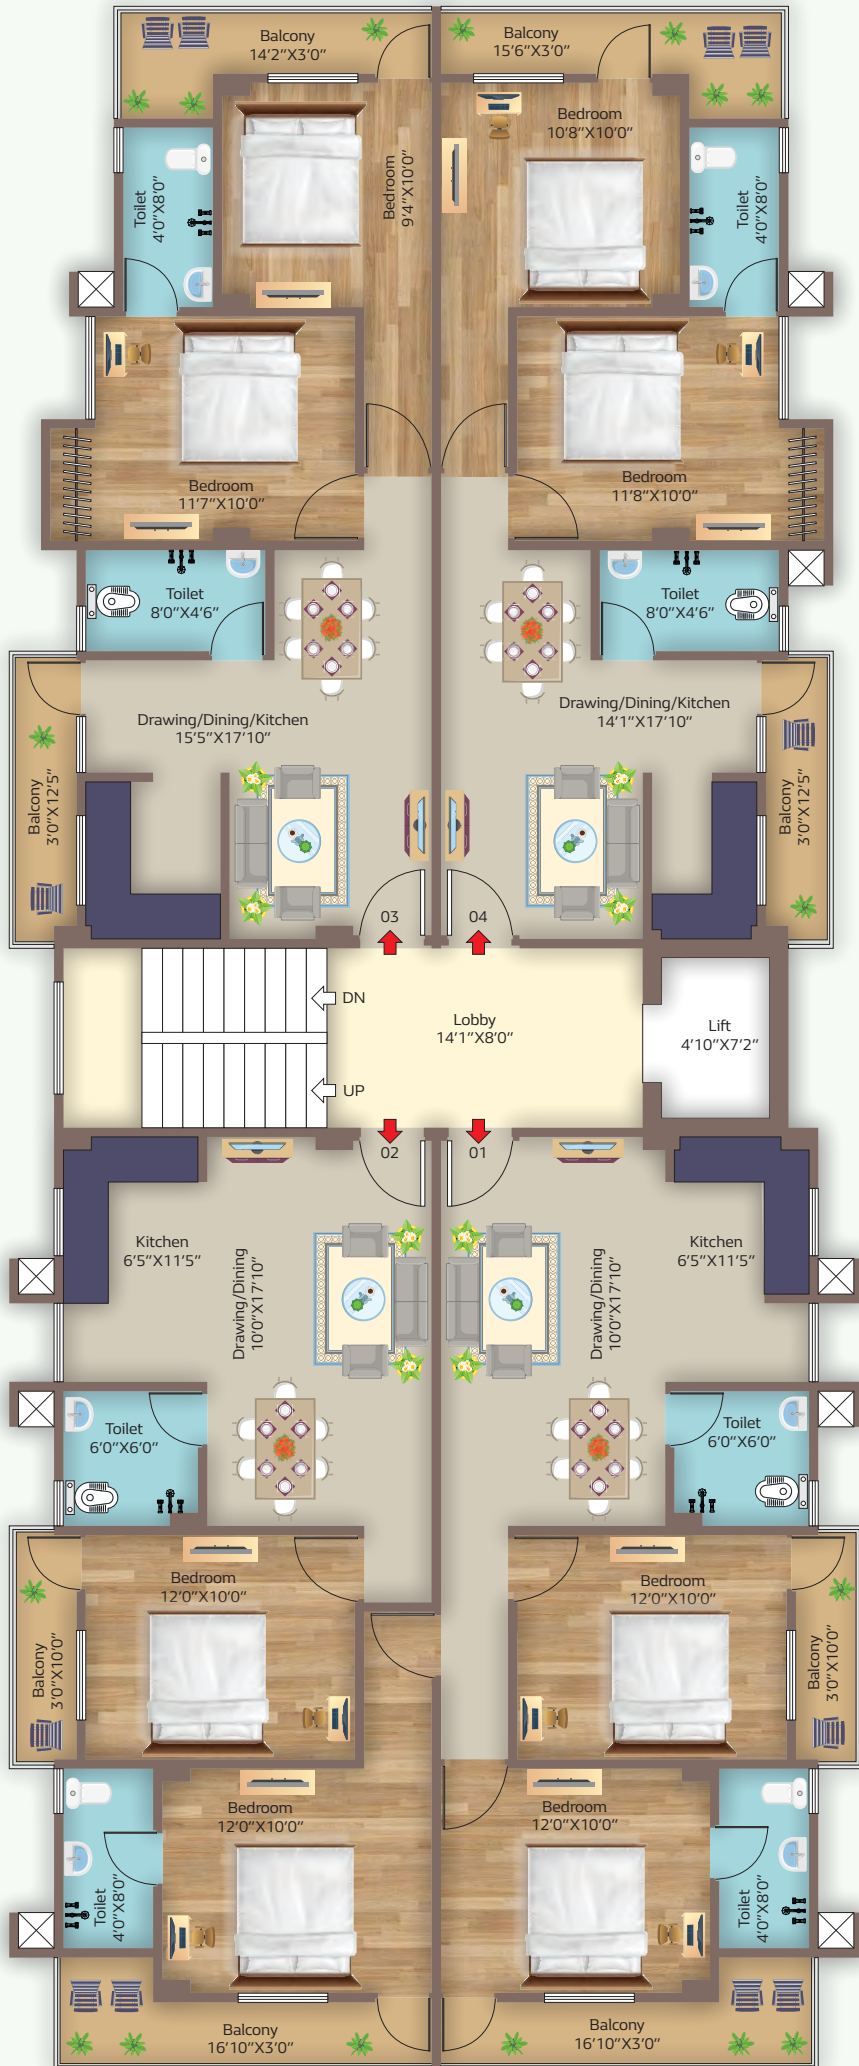 Balcony
14'2"X3'0"
Balcony
15'6"X3'0"
Bedroom
9'4"X10'0"
Bedroom
10'8"X10'0"
Toilet
4'0"X8'0"
Toilet
4'0"X8'0"
Bedroom
11'7"X10'0"
Bedroom
11'8"X10'0"
Toilet
8'0"X4'6"
Toilet
8'0"X4'6"
Drawing/Dining/Kitchen
15'5"X17'10"
Drawing/Dining/Kitchen
14'1"X17'10"
Balcony
3'0"X12'5"
Balcony
3'0"X12'5"
03
04
DN
Lobby
14'1"X8'0"
Lift
4'10"X7'2"
UP
02
01
Kitchen
6'5"X11'5"
Drawing/Dining
10'0"X17'10"
Drawing/Dining
10'0"X17'10"
Kitchen
6'5"X11'5"
Toilet
6'0"X6'0"
Toilet
6'0"X6'0"
Bedroom
12'0"X10'0"
Bedroom
12'0"X10'0"
Balcony
3'0"X10'0"
Balcony
3'0"X10'0"
Bedroom
12'0"X10'0"
Bedroom
12'0"X10'0"
Toilet
4'0"X8'0"
Toilet
4'0"X8'0"
Balcony
16'10"X3'0"
Balcony
16'10"X3'0"